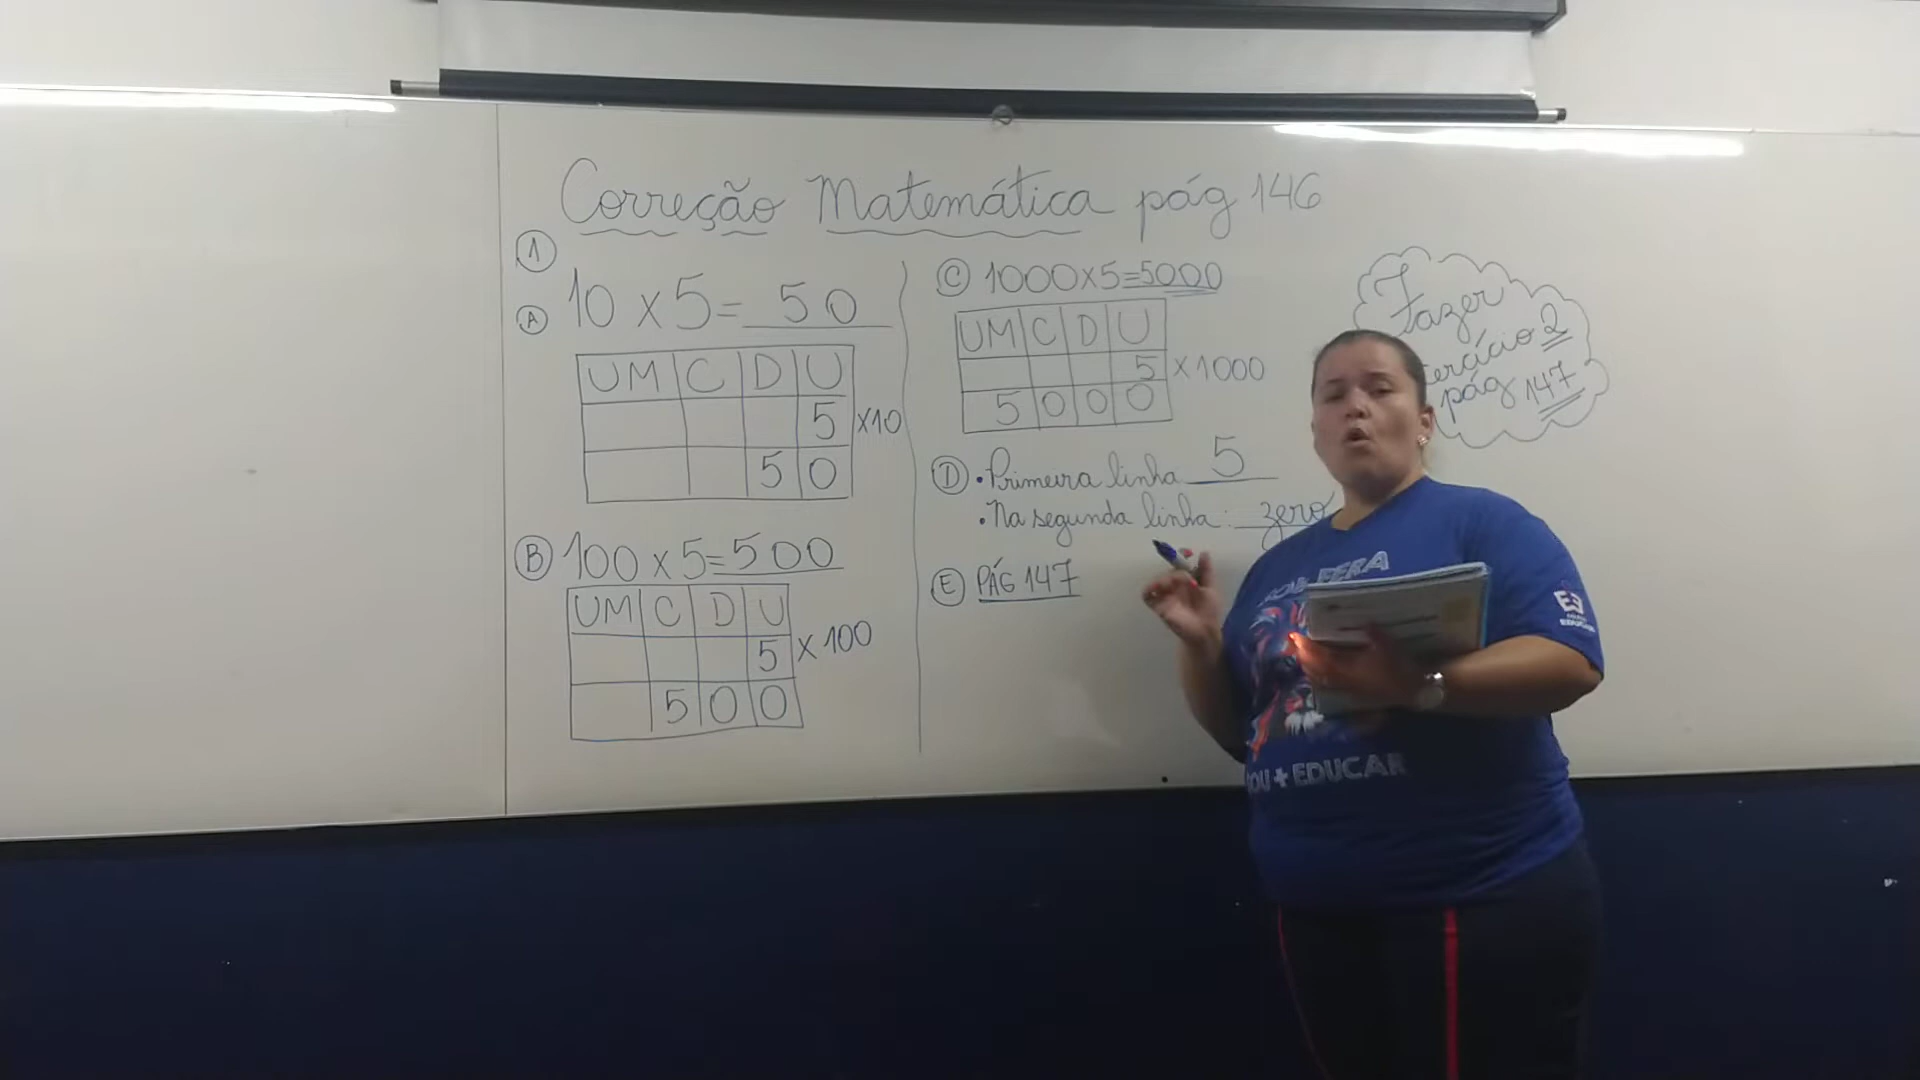 Correção Matemática pág 146
1
A 10 x 5 = 50
UM C D U
5 x10
5 0
B 100 x 5 = 500
UM C D U
5 x 100
5 0 0
C 1000 x 5 = 5000
UM C D U
5 x 1000
5 0 0 0
D • Primeira linha 5
• Na segunda linha: zero
E PÁG 147
Fazer
2
pág 147
EDUCAR
+ EDUCAR